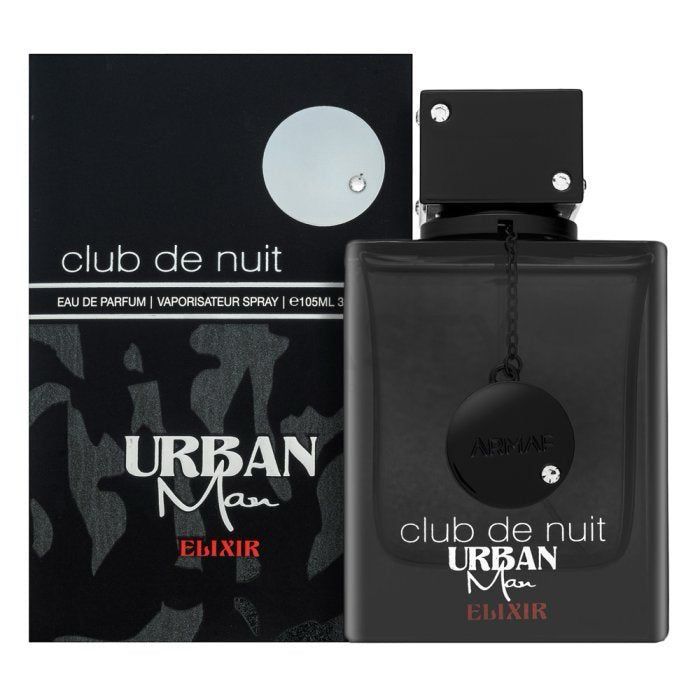 club de nuit
EAU DE PARFUM | VAPORISATEUR SPRAY | ℮105ML 3
URBAN
Man
ELIXIR
ARMAF
club de nuit
URBAN
Man
ELIXIR